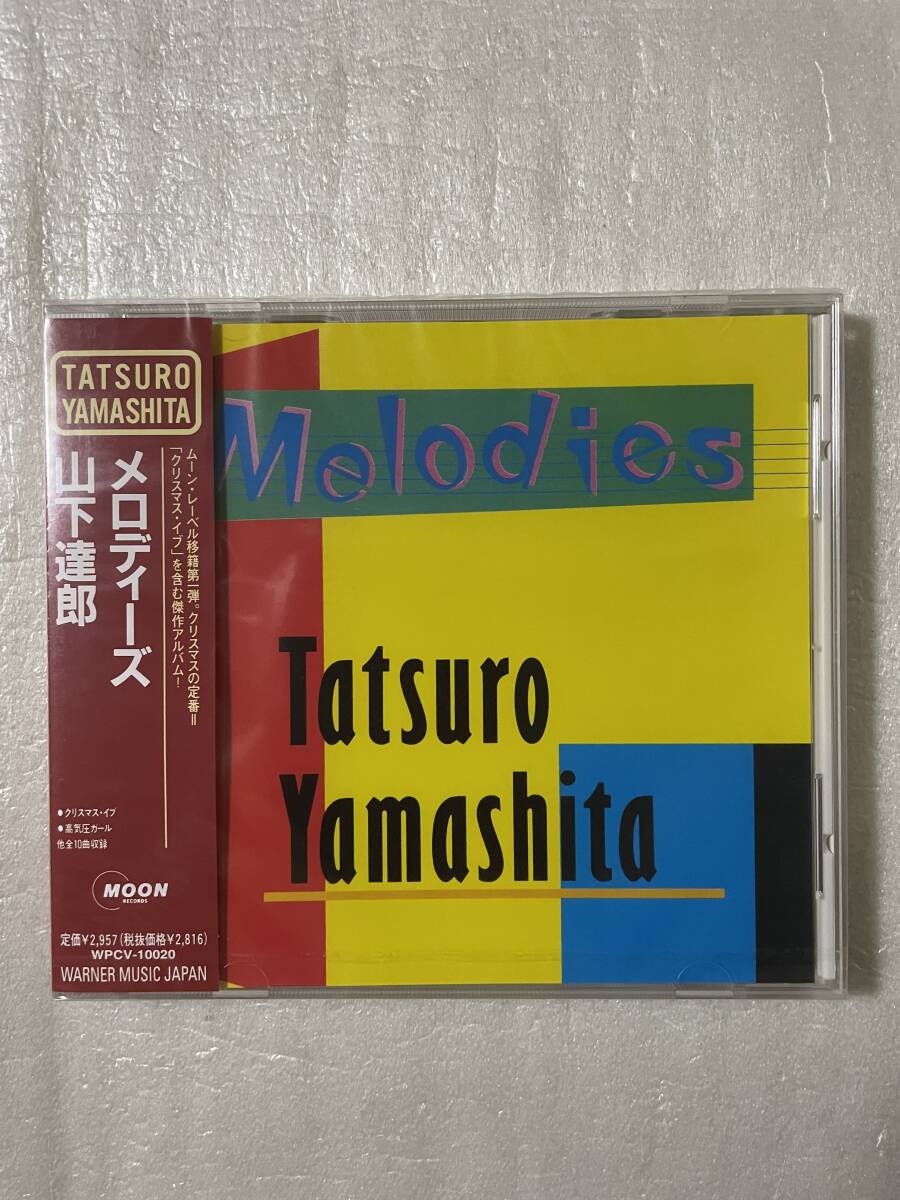 TATSURO
YAMASHITA
メロディーズ
山下達郎
ムーン・レーベル移籍第一弾。クリスマスの定番=
「クリスマス・イブ」を含む傑作アルバム!
●クリスマス・イブ
●高気圧ガール
他全10曲収録
MOON
RECORDS
定価¥2,957(税抜価格¥2,816)
WPCV-10020
WARNER MUSIC JAPAN
Melodies
Tatsuro
Yamashita